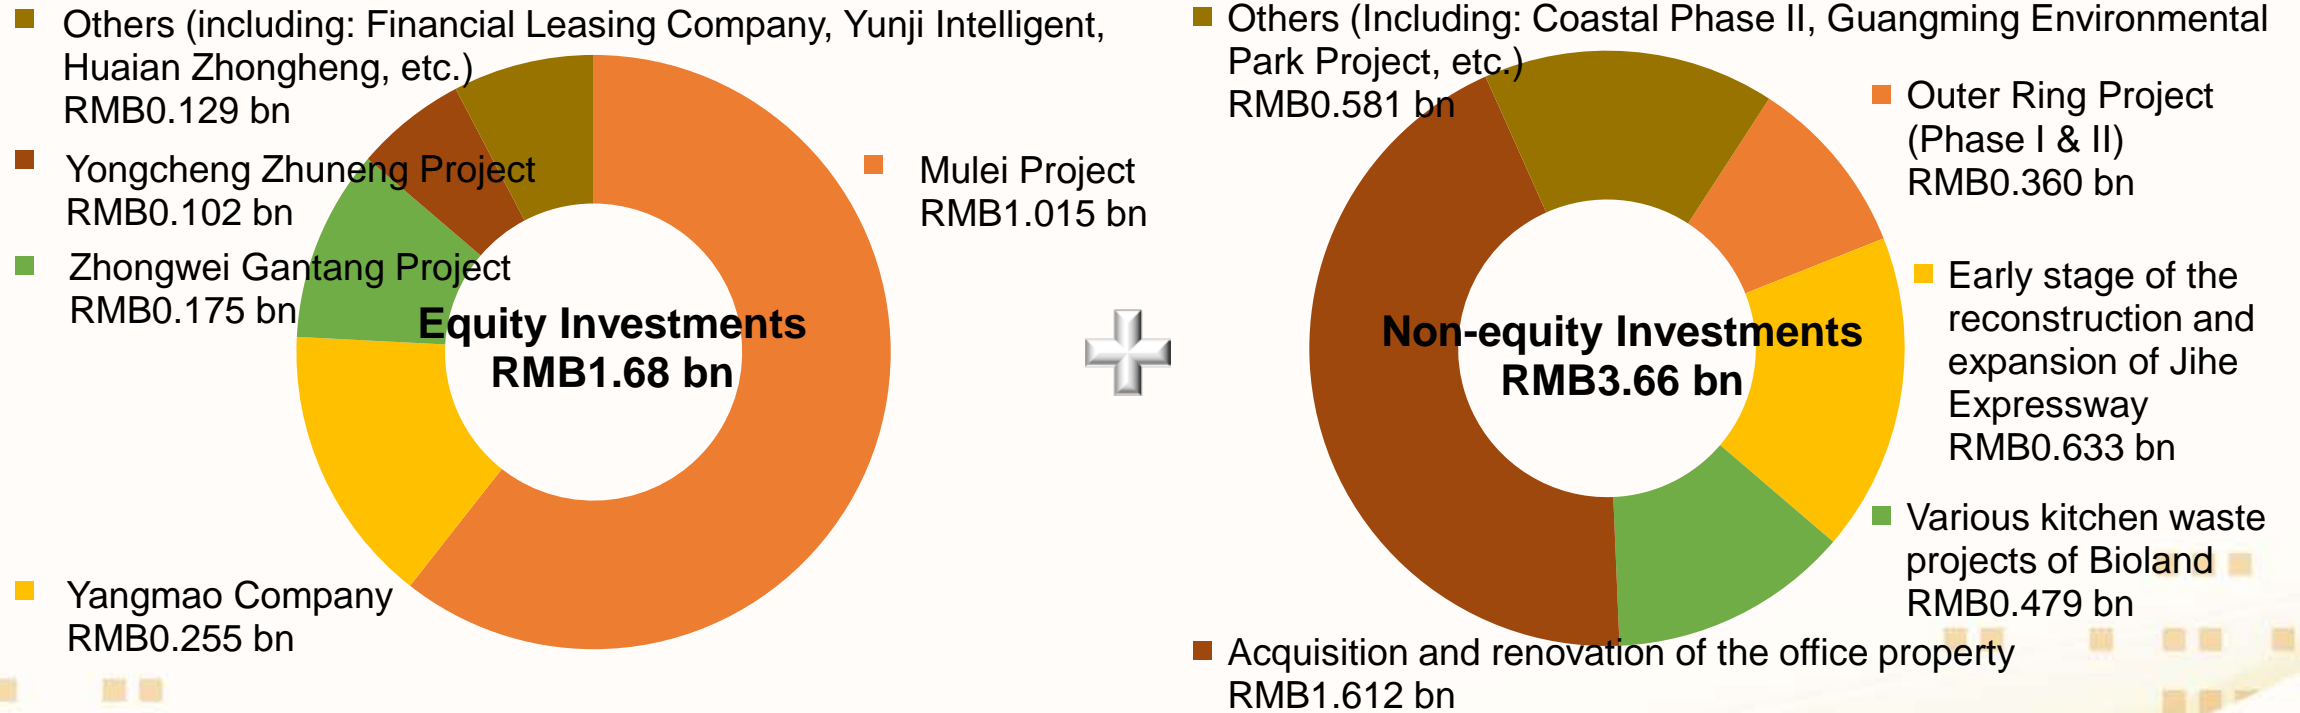 Others (including: Financial Leasing Company, Yunji Intelligent,
Huaian Zhongheng, etc.)
RMB0.129 bn
Yongcheng Zhuneng Project
RMB0.102 bn
Zhongwei Gantang Project
RMB0.175 bn
Yangmao Company
RMB0.255 bn
Mulei Project
RMB1.015 bn
Equity Investments
RMB1.68 bn
Others (Including: Coastal Phase II, Guangming Environmental
Park Project, etc.)
RMB0.581 bn
Outer Ring Project
(Phase I & II)
RMB0.360 bn
Early stage of the
reconstruction and
expansion of Jihe
Expressway
RMB0.633 bn
Various kitchen waste
projects of Bioland
RMB0.479 bn
Non-equity Investments
RMB3.66 bn
Acquisition and renovation of the office property
RMB1.612 bn